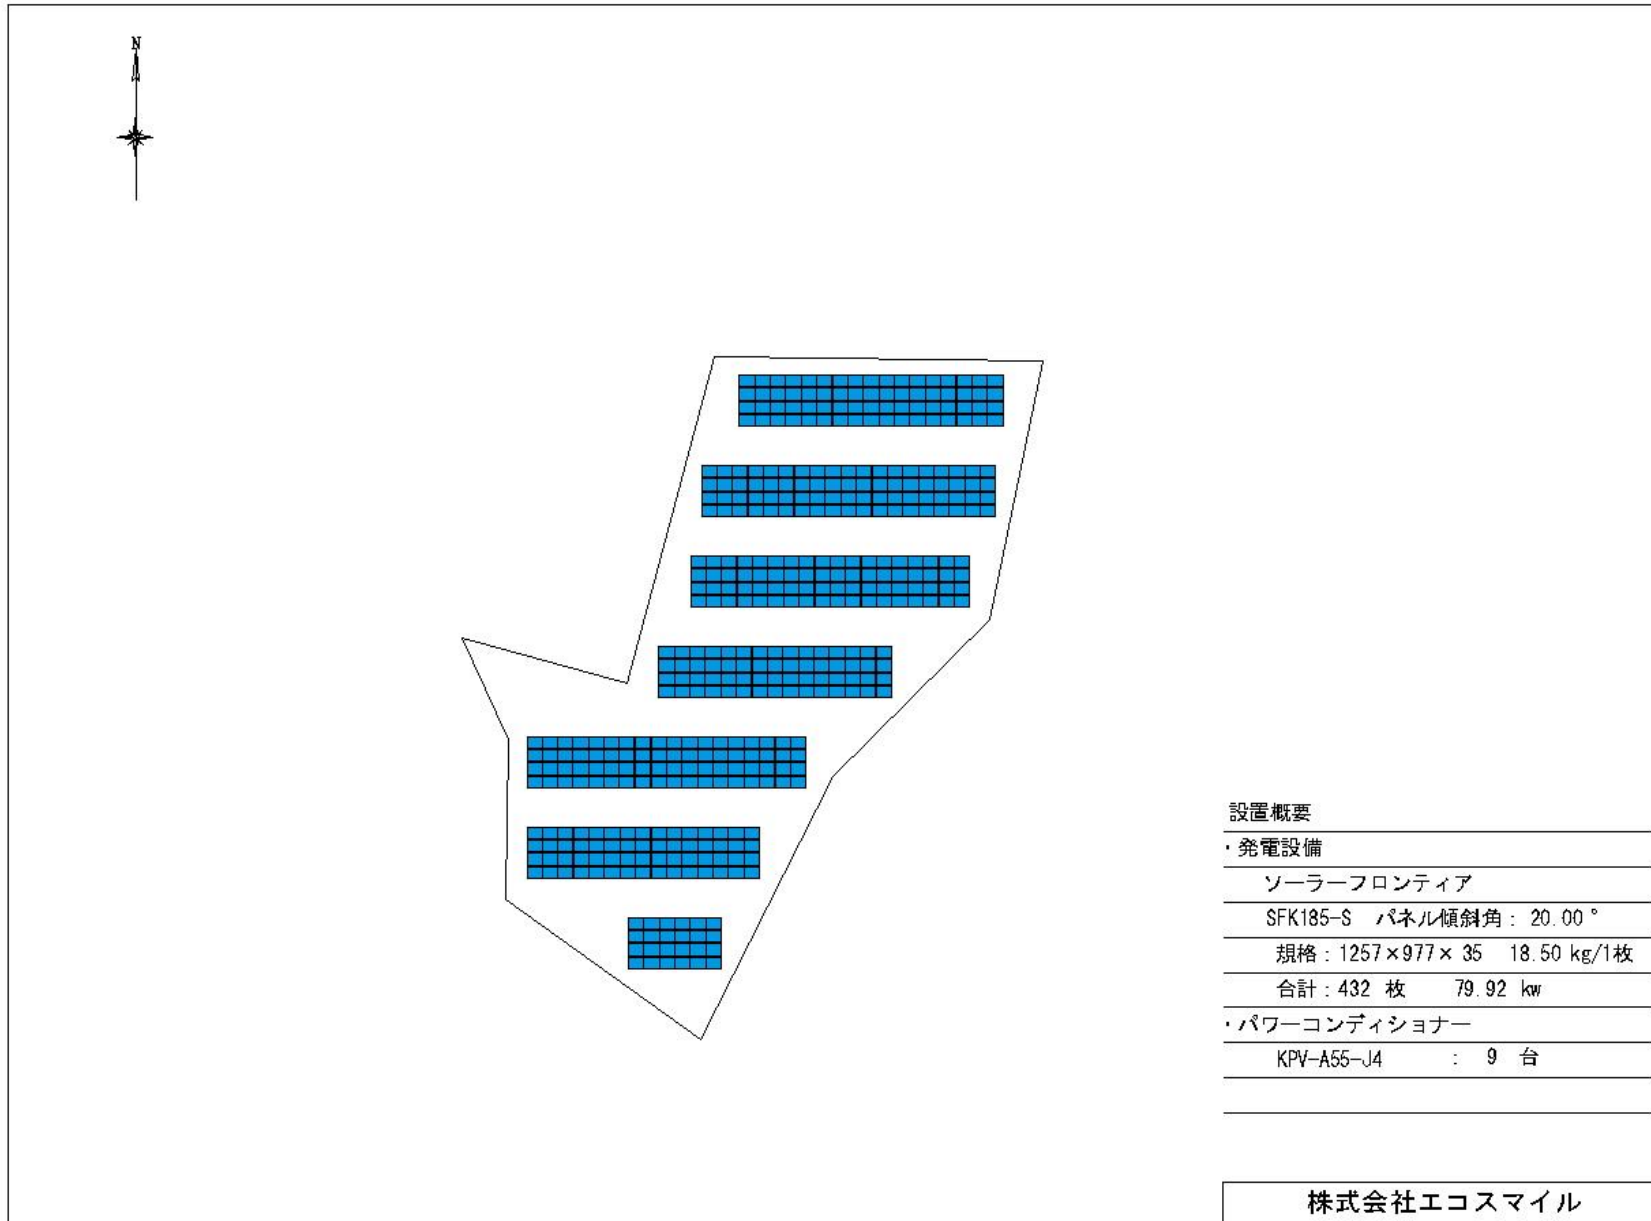 N
設置概要
・発電設備
ソーラーフロンティア
SFK185-S パネル傾斜角: 20.00°
規格:1257×977×35 18.50 kg/1枚
合計:432 枚 79.92 kw
・パワーコンディショナー
KPV-A55-J4 : 9 台
株式会社エコスマイル